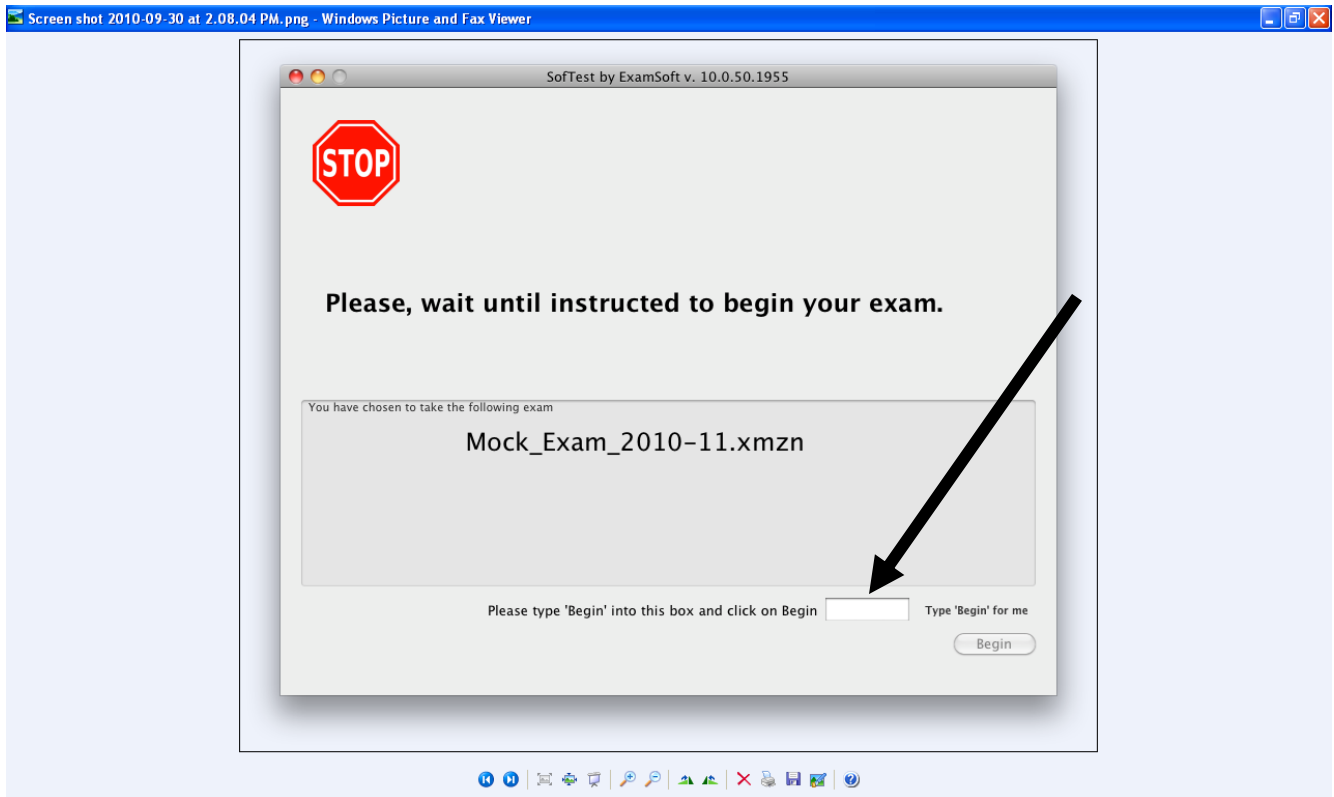 Screen shot 2010-09-30 at 2.08.04 PM.png - Windows Picture and Fax Viewer
SofTest by ExamSoft v. 10.0.50.1955
STOP
Please, wait until instructed to begin your exam.
You have chosen to take the following exam
Mock_Exam_2010-11.xmzn
Please type 'Begin' into this box and click on Begin
Type 'Begin' for me
Begin